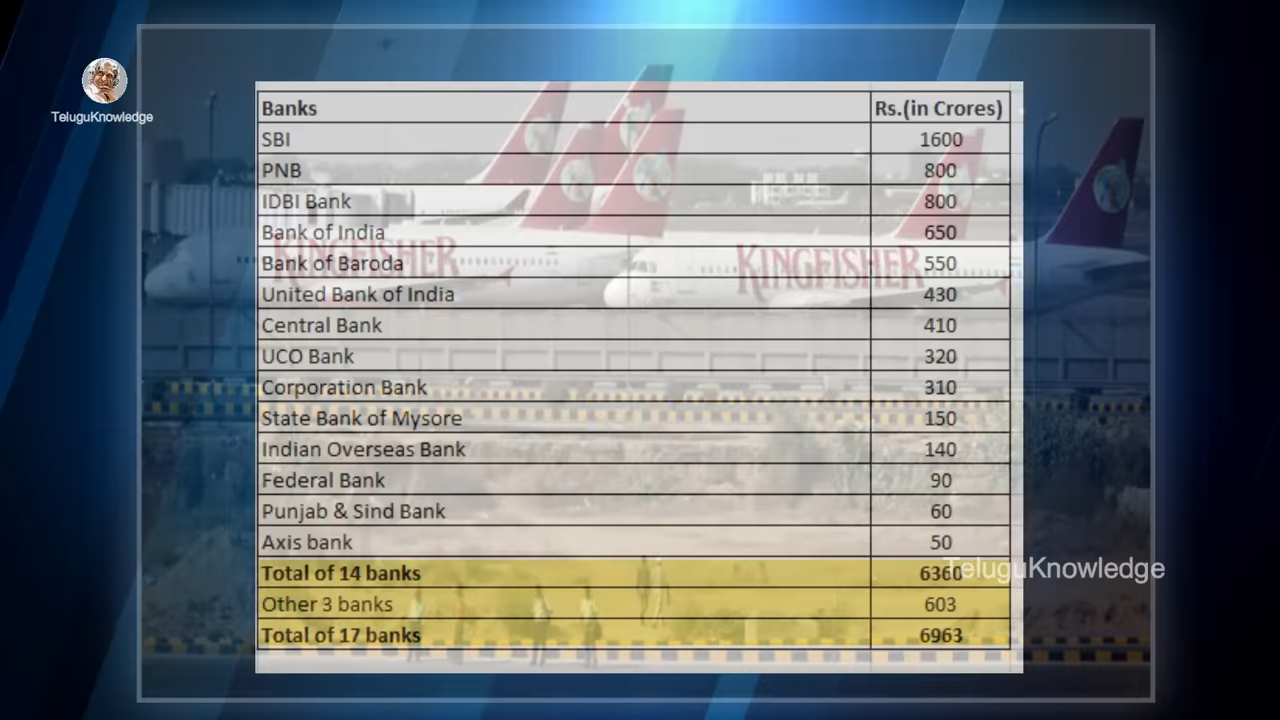 TeluguKnowledge
Banks Rs.(in Crores)
SBI 1600
PNB 800
IDBI Bank 800
Bank of India 650
Bank of Baroda 550
United Bank of India 430
Central Bank 410
UCO Bank 320
Corporation Bank 310
State Bank of Mysore 150
Indian Overseas Bank 140
Federal Bank 90
Punjab & Sind Bank 60
Axis bank 50
Total of 14 banks 6360
Other 3 banks 603
Total of 17 banks 6963
KINGFISHER
KINGFISHER
TeluguKnowledge